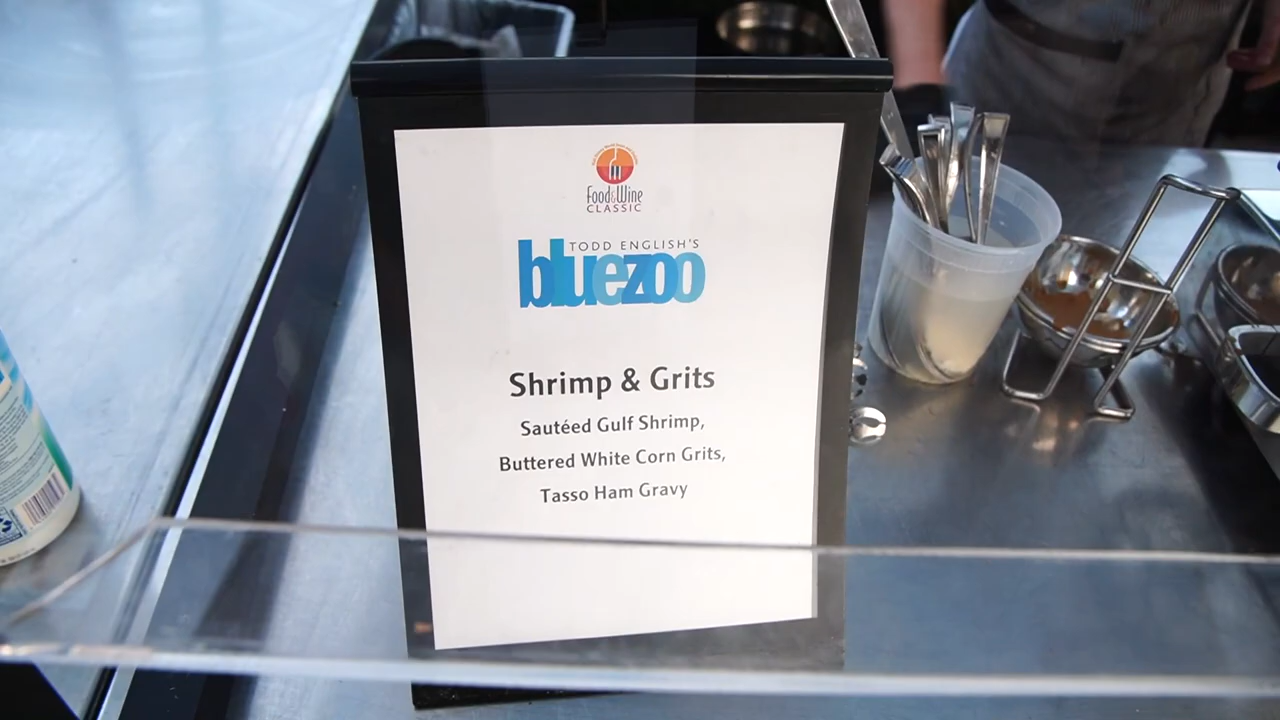 Food & Wine
CLASSIC
TODD ENGLISH'S
bluezoo
Shrimp & Grits
Sautéed Gulf Shrimp,
Buttered White Corn Grits,
Tasso Ham Gravy